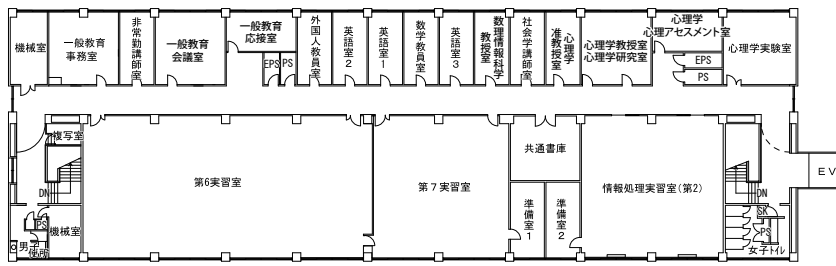 機械室
一般教育
事務室
非常勤講師室
一般教育
会議室
一般教育
応接室
EPS
PS
外国人教員室
英語室2
英語室1
数学教員室
英語室3
数理情報科学
教授室
社会学講師室
心理学
准教授室
心理学教授室
心理学研究室
心理学
心理アセスメント室
EPS
PS
心理学実験室
複写室
DN
PS
機械室
男子
便所
第6実習室
第7実習室
共通書庫
準備室1
準備室2
情報処理実習室(第2)
DN
SK
PS
女子トイレ
EV